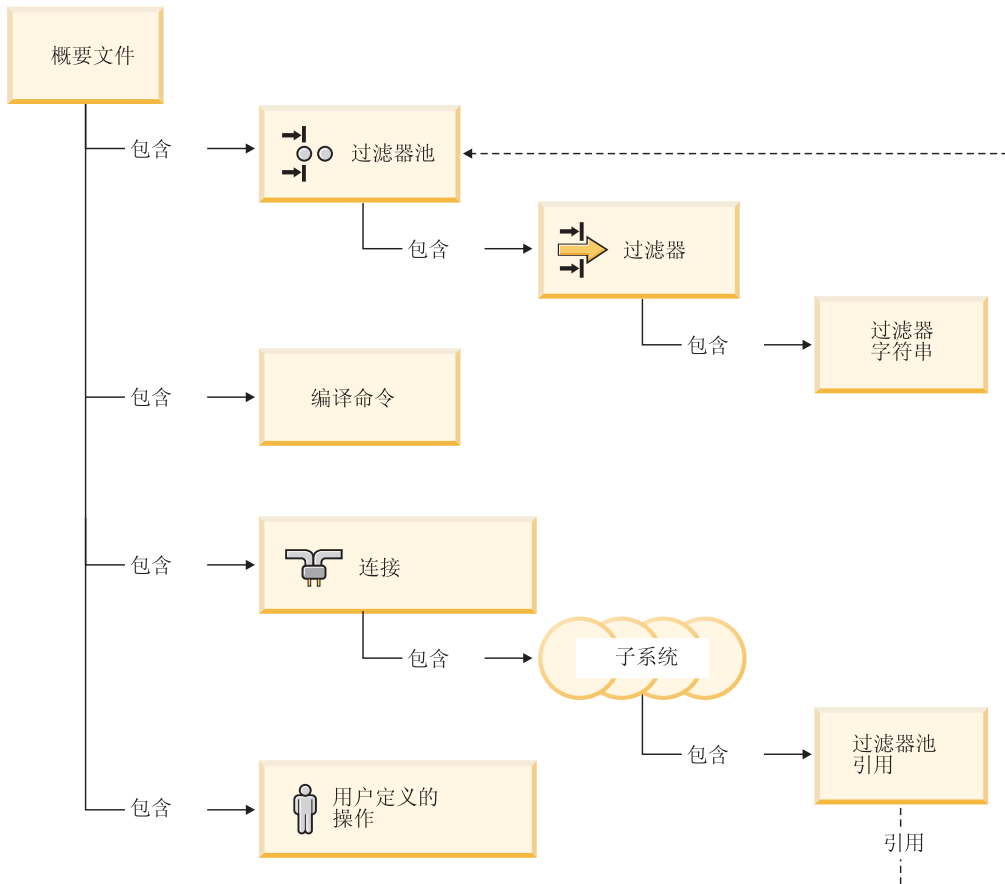 概要文件
包含
过滤器池
包含
过滤器
包含
过滤器
字符串
包含
编译命令
包含
连接
包含
子系统
包含
过滤器池
引用
包含
用户定义的
操作
引用